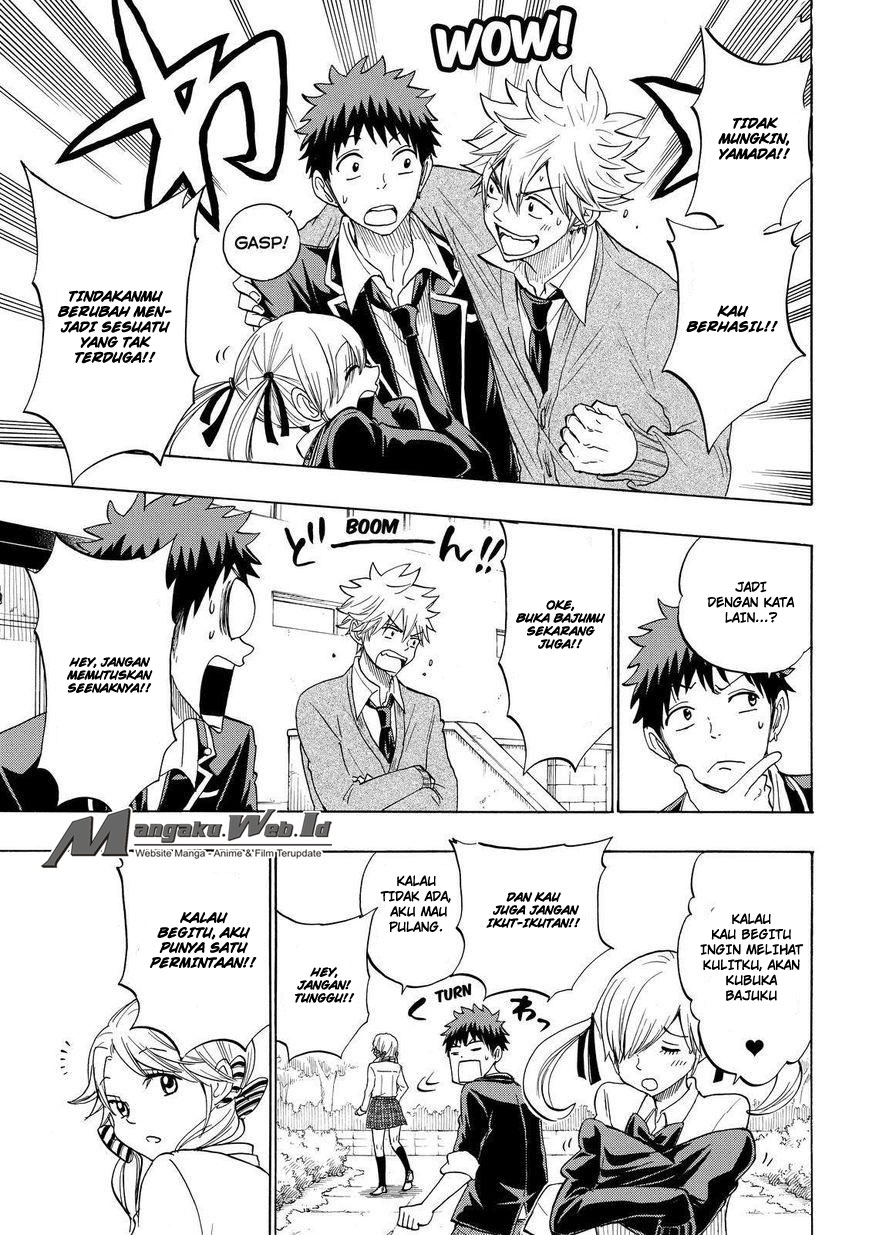 WOW!
わ
TIDAK
MUNGKIN,
YAMADA!!
KAU
BERHASIL!!
GASP!
TINDAKANMU
BERUBAH MEN-
JADI SESUATU
YANG TAK
TERDUGA!!
JADI
DENGAN KATA
LAIN...?
OKE,
BUKA BAJUMU
SEKARANG
JUGA!!
BOOM
ど――ん!!
HEY, JANGAN
MEMUTUSKAN
SEENAKNYA!!
Mangaku.Web.Id
Website Manga - Anime & Film Terupdate
KALAU
KAU BEGITU
INGIN MELIHAT
KULITKU, AKAN
KUBUKA
BAJUKU
♥
DAN KAU
JUGA JANGAN
IKUT-IKUTAN!!
KALAU
TIDAK ADA,
AKU MAU
PULANG.
TURN
HEY,
JANGAN!
TUNGGU!!
KALAU
BEGITU, AKU
PUNYA SATU
PERMINTAAN!!